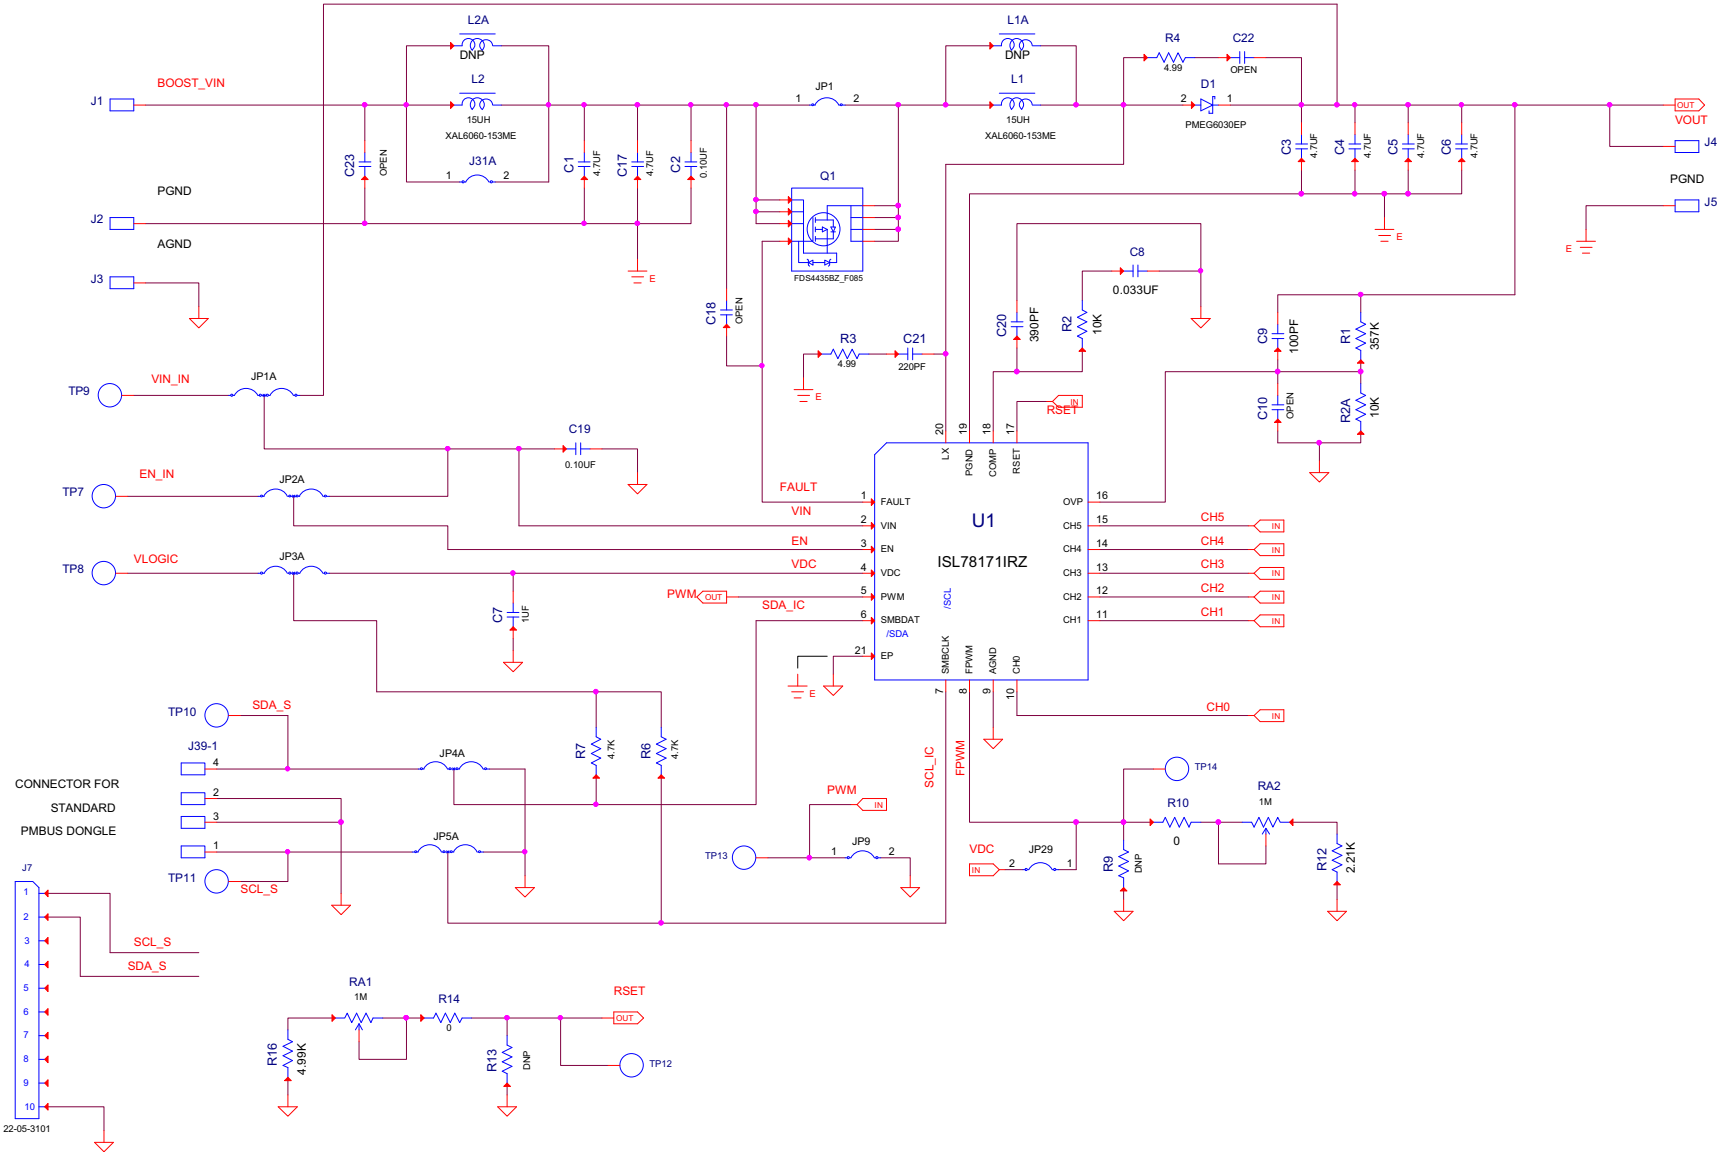 L2A
DNP
L1A
DNP
R4
4.99
C22
OPEN
BOOST_VIN
J1
L2
15UH
XAL6060-153ME
JP1
1
2
L1
15UH
XAL6060-153ME
D1
2
1
PMEG6030EP
OUT
VOUT
J4
C23
OPEN
J31A
1
2
C1
4.7UF
C17
4.7UF
C2
0.10UF
C3
4.7UF
C4
4.7UF
C5
4.7UF
C6
4.7UF
PGND
J2
AGND
J3
PGND
J5
E
E
E
Q1
FDS4435BZ_F085
C18
OPEN
C8
0.033UF
C20
390PF
R2
10K
C9
100PF
R1
357K
R3
4.99
C21
220PF
E
C10
OPEN
R2A
10K
TP9
VIN_IN
JP1A
IN
RSET
C19
0.10UF
TP7
EN_IN
JP2A
TP8
VLOGIC
JP3A
C7
1UF
20
19
18
17
LX
PGND
COMP
RSET
FAULT
1
FAULT
VIN
2
VIN
EN
3
EN
VDC
4
VDC
PWM
OUT
5
PWM
SDA_IC
6
SMBDAT
/SDA
21
EP
E
U1
ISL78171IRZ
/SCL
OVP
16
CH5
15
CH5
IN
CH4
14
CH4
IN
CH3
13
CH3
IN
CH2
12
CH2
IN
CH1
11
CH1
IN
SMBCLK
FPWM
AGND
CH0
7
8
9
10
CH0
IN
SCL_IC
FPWM
TP10
SDA_S
J39-1
4
2
3
1
JP4A
JP5A
TP11
SCL_S
R7
4.7K
R6
4.7K
CONNECTOR FOR
STANDARD
PMBUS DONGLE
PWM
IN
TP13
JP9
1
2
TP14
R10
0
RA2
1M
R9
DNP
R12
2.21K
VDC
IN
JP29
2
1
J7
1
2
3
4
5
6
7
8
9
10
22-05-3101
SCL_S
SDA_S
RA1
1M
R14
0
RSET
OUT
R16
4.99K
R13
DNP
TP12